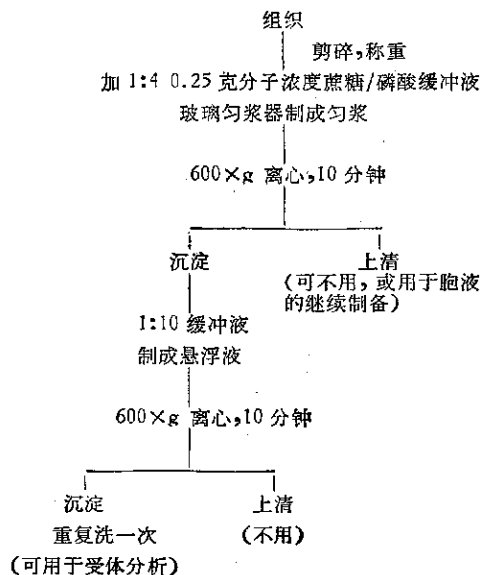 组织
剪碎,称重
加 1:4 0.25 克分子浓度蔗糖/磷酸缓冲液
玻璃匀浆器制成匀浆
600×g 离心,10 分钟
沉淀
上清
(可不用,或用于胞液
的继续制备)
1:10 缓冲液
制成悬浮液
600×g 离心,10 分钟
沉淀
重复洗一次
(可用于受体分析)
上清
(不用)